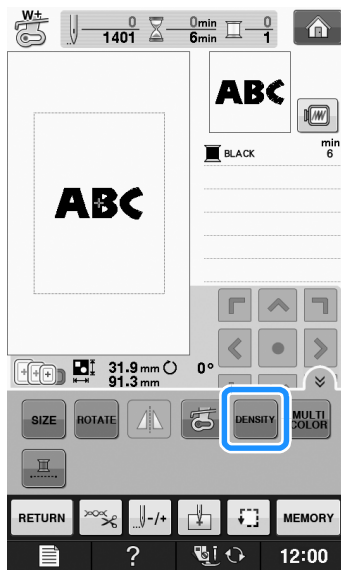 W+
0 0min 0
1401 6min 1
ABC
min
BLACK 6
ABC
31.9 mm 0°
91.3 mm
SIZE ROTATE DENSITY MULTI COLOR
RETURN -/+ MEMORY
? 12:00